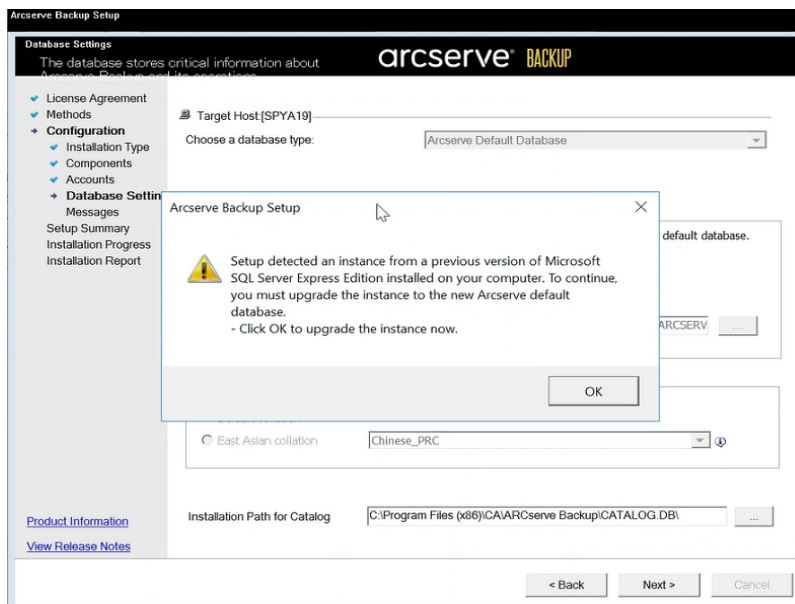 Arcserve Backup Setup
Database Settings
The database stores critical information about
Arcserve Backup and its operations.
arcserve® BACKUP
License Agreement
Methods
Configuration
Installation Type
Components
Accounts
Database Settin
Messages
Setup Summary
Installation Progress
Installation Report
Product Information
View Release Notes
Target Host:[SPYA19]
Choose a database type:
Arcserve Default Database
default database.
ARCSERV
...
Arcserve Backup Setup
Setup detected an instance from a previous version of Microsoft
SQL Server Express Edition installed on your computer. To continue,
you must upgrade the instance to the new Arcserve default
database.
- Click OK to upgrade the instance now.
OK
East Asian collation
Chinese_PRC
Installation Path for Catalog
C:\Program Files (x86)\CA\ARCserve Backup\CATALOG.DB\
...
< Back
Next >
Cancel